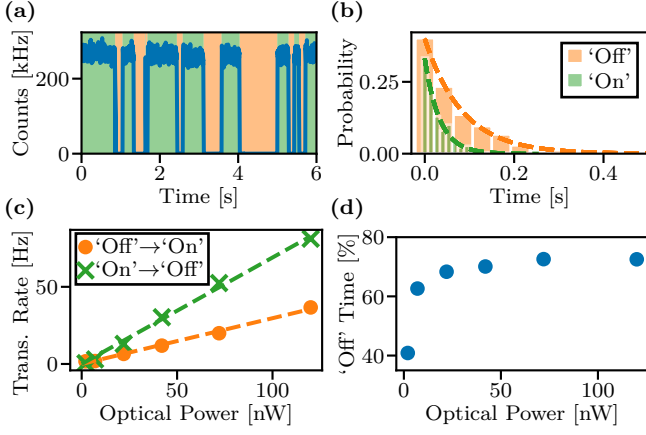 (a)
Counts [kHz]
200
0
0
2
4
6
Time [s]
(b)
Probability
0.25
0.00
0.0
0.2
0.4
Time [s]
'Off'
'On'
(c)
Trans. Rate [Hz]
50
0
0
50
100
Optical Power [nW]
'Off'→'On'
'On'→'Off'
(d)
'Off' Time [%]
80
60
40
0
50
100
Optical Power [nW]